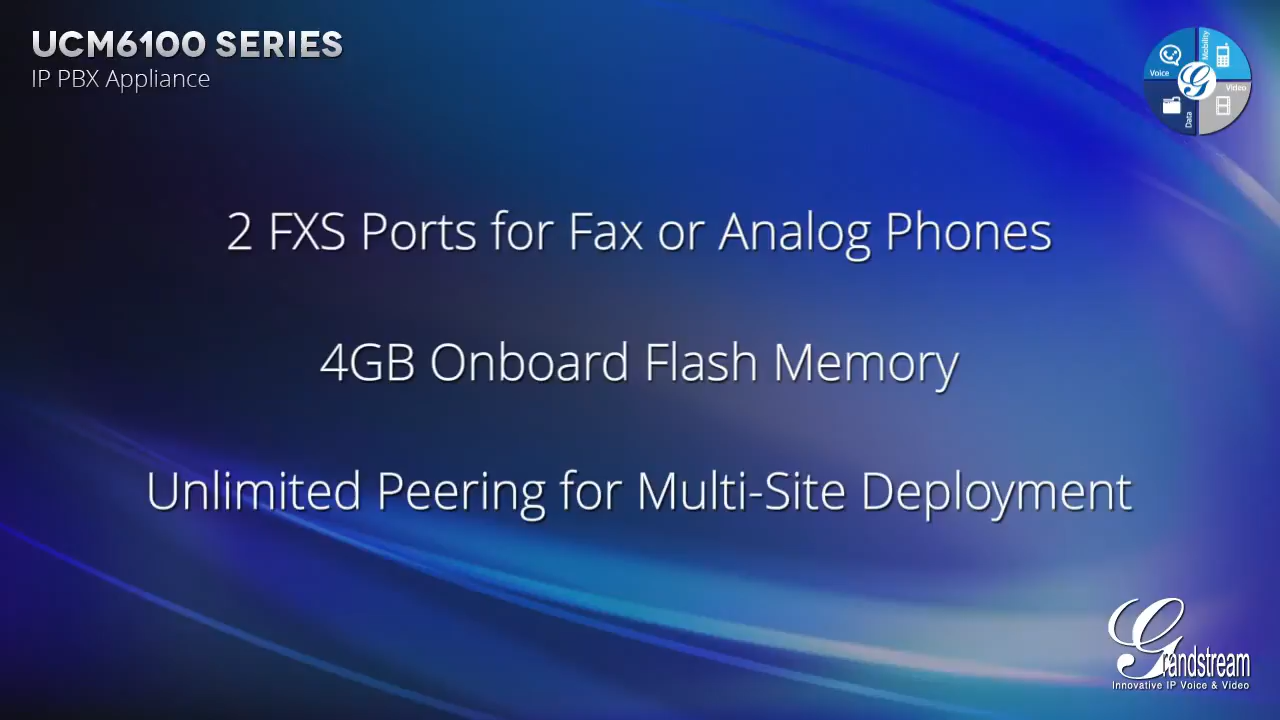 UCM6100 SERIES
IP PBX Appliance
Voice
Mobility
Video
Data
G
2 FXS Ports for Fax or Analog Phones
4GB Onboard Flash Memory
Unlimited Peering for Multi-Site Deployment
Grandstream
Innovative IP Voice & Video